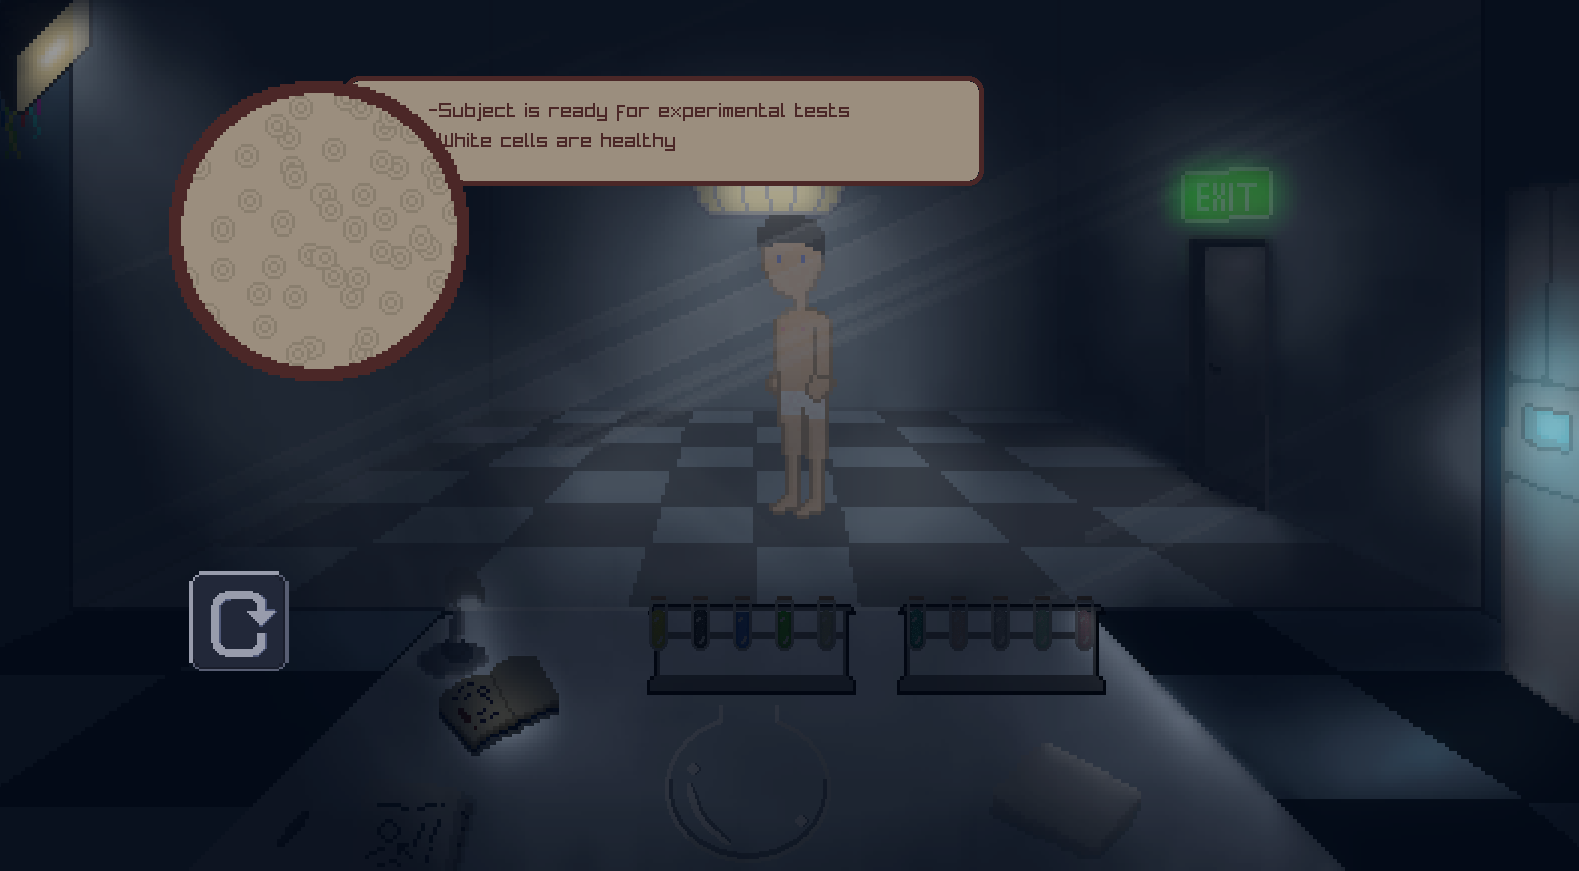 -Subject is ready for experimental tests
-White cells are healthy
EXIT